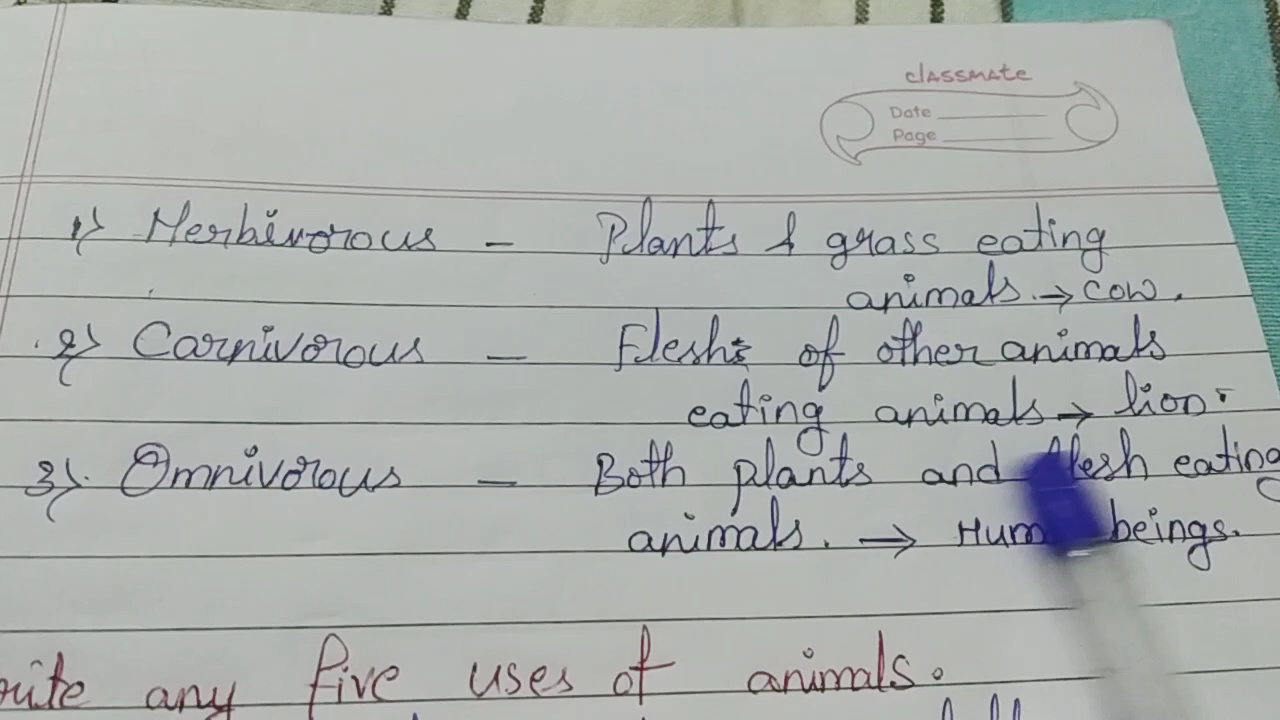 classmate
Date
Page
1) Herbivorous - Plants & grass eating
animals. → cow.
2) Carnivorous - Flesh of other animals
eating animals → lion.
3) Omnivorous - Both plants and flesh eating
animals. → beings.
any five uses of animals.